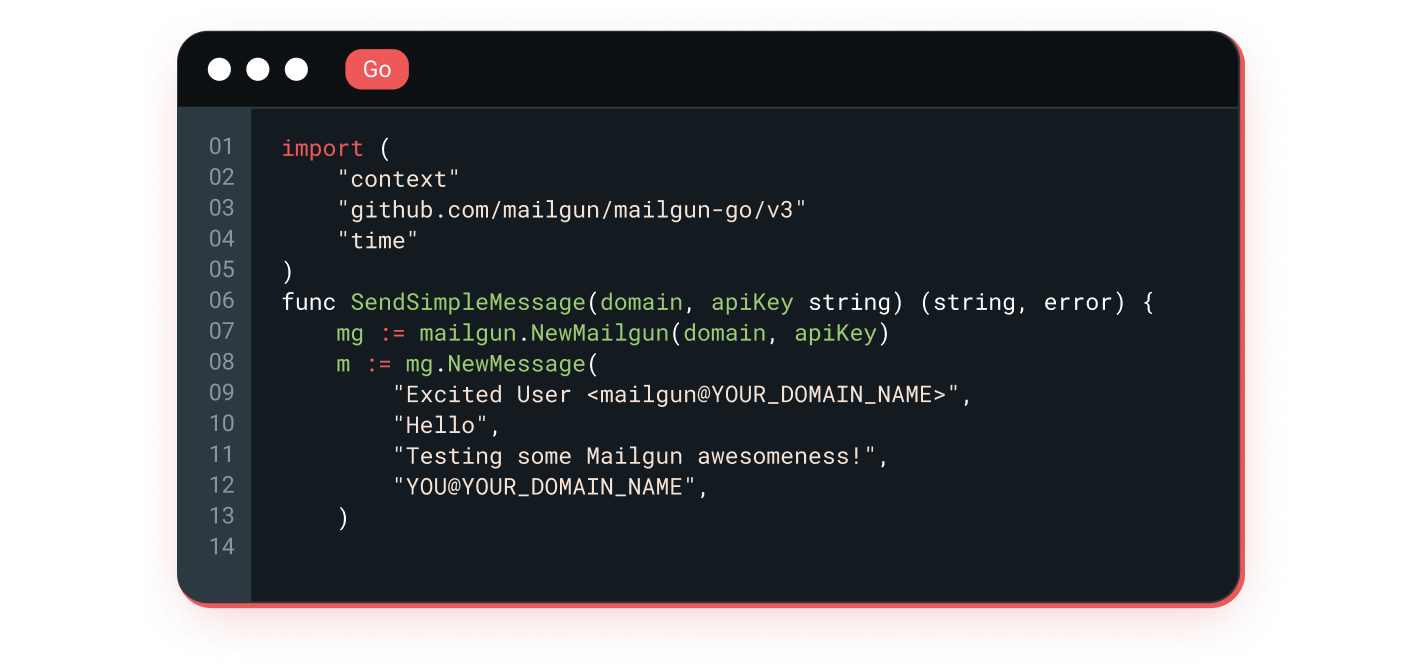 Go
01 import (
02     "context"
03     "github.com/mailgun/mailgun-go/v3"
04     "time"
05 )
06 func SendSimpleMessage(domain, apiKey string) (string, error) {
07     mg := mailgun.NewMailgun(domain, apiKey)
08     m := mg.NewMessage(
09         "Excited User <mailgun@YOUR_DOMAIN_NAME>",
10         "Hello",
11         "Testing some Mailgun awesomeness!",
12         "YOU@YOUR_DOMAIN_NAME",
13     )
14